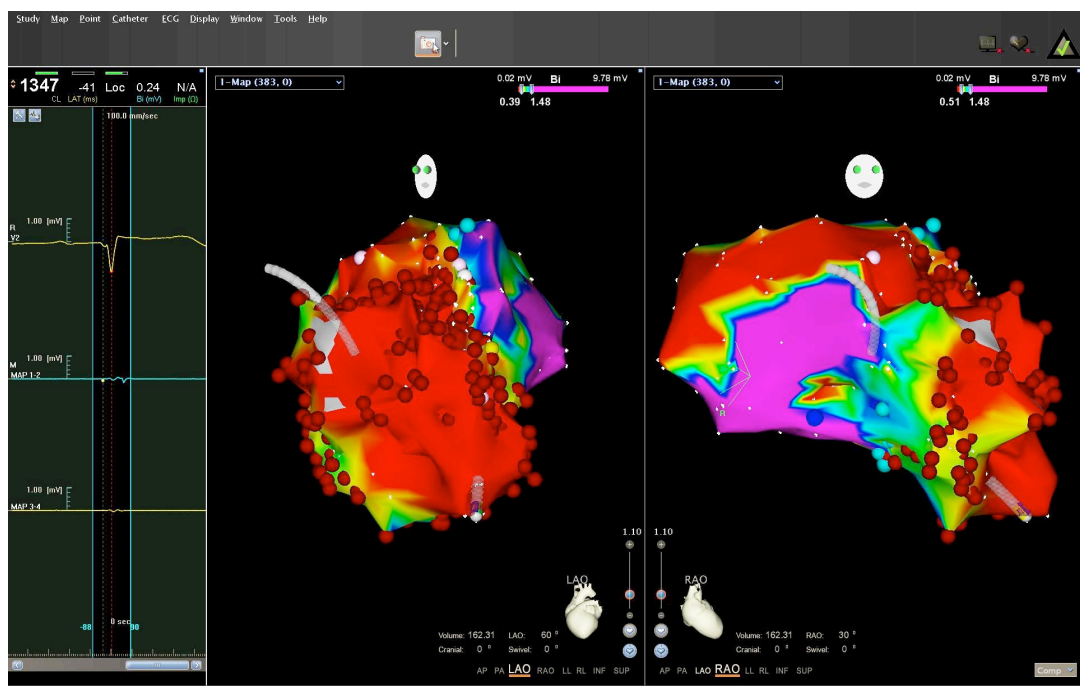 Study Map Point Catheter ECG Display Window Tools Help
1347 -41 Loc 0.24 N/A
CL LAT (ms) Bi (mV) Imp (Ω)
100.0 mm/sec
1.00 [mV]
R
V2
1.00 [mV]
M
MAP 1-2
1.00 [mV]
MAP 3-4
0 sec
-88 90
1-Map (383, 0)
0.02 mV Bi 9.78 mV
0.39 1.48
1.10
LAO
Volume: 162.31 LAO: 60 °
Cranial: 0 ° Swivel: 0 °
AP PA LAO RAO LL RL INF SUP
1-Map (383, 0)
0.02 mV Bi 9.78 mV
0.51 1.48
R
1.10
RAO
Volume: 162.31 RAO: 30 °
Cranial: 0 ° Swivel: 0 °
AP PA LAO RAO LL RL INF SUP
Comp